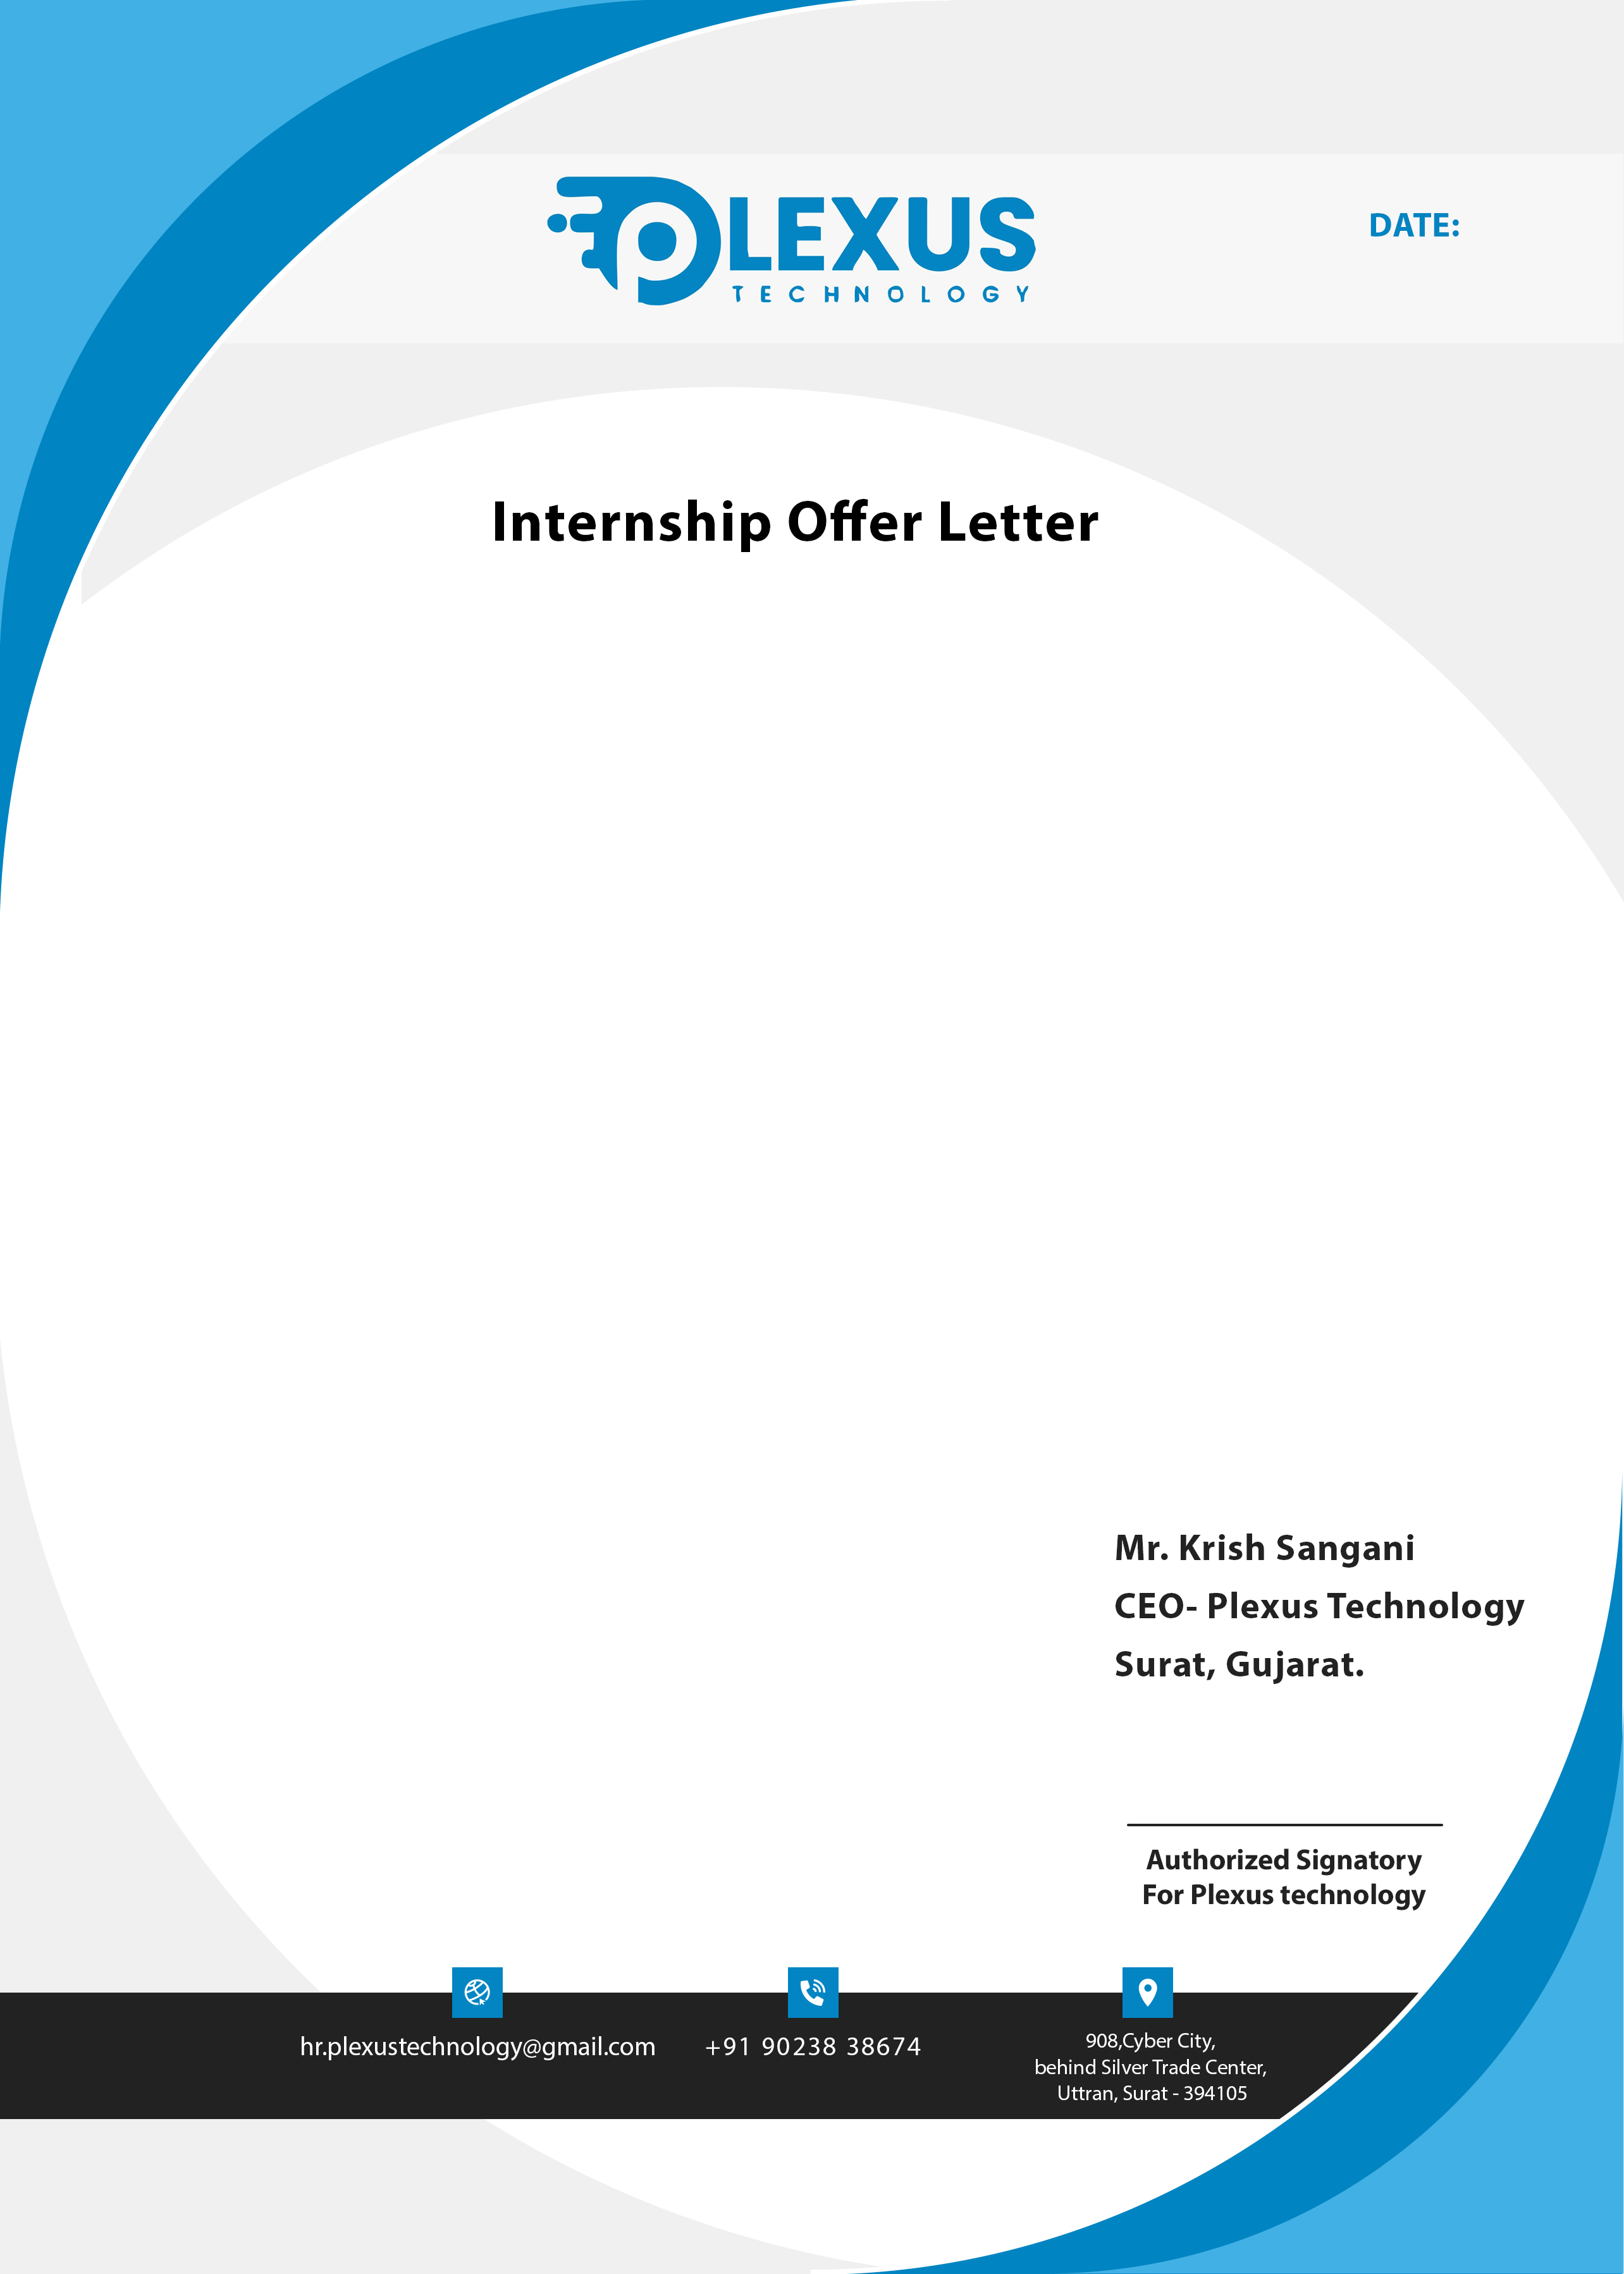 PLEXUS
TECHNOLOGY
DATE:
Internship Offer Letter
Mr. Krish Sangani
CEO- Plexus Technology
Surat, Gujarat.
Authorized Signatory
For Plexus technology
hr.plexustechnology@gmail.com
+91 90238 38674
908,Cyber City,
behind Silver Trade Center,
Uttran, Surat - 394105